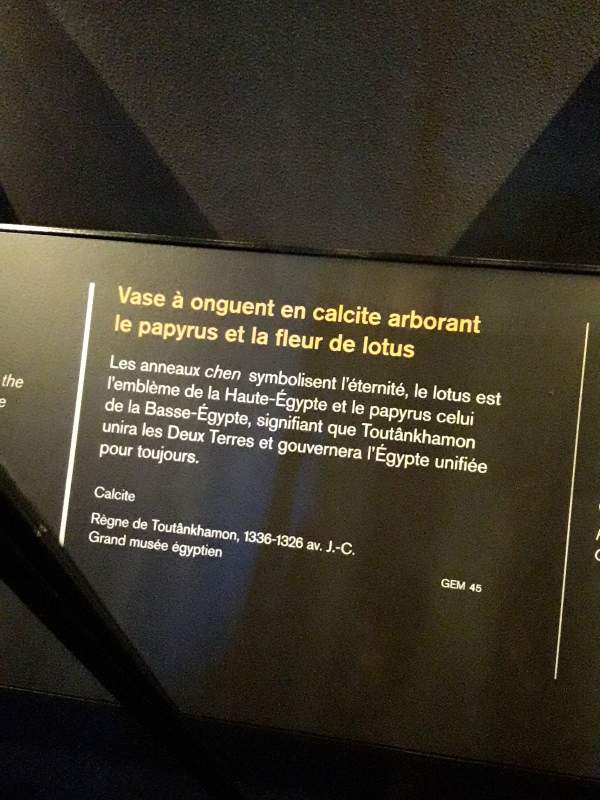 Vase à onguent en calcite arborant
le papyrus et la fleur de lotus
Les anneaux chen symbolisent l'éternité, le lotus est
l'emblème de la Haute-Égypte et le papyrus celui
de la Basse-Égypte, signifiant que Toutânkhamon
unira les Deux Terres et gouvernera l'Égypte unifiée
pour toujours.
Calcite
Règne de Toutânkhamon, 1336-1326 av. J.-C.
Grand musée égyptien
GEM 45
the